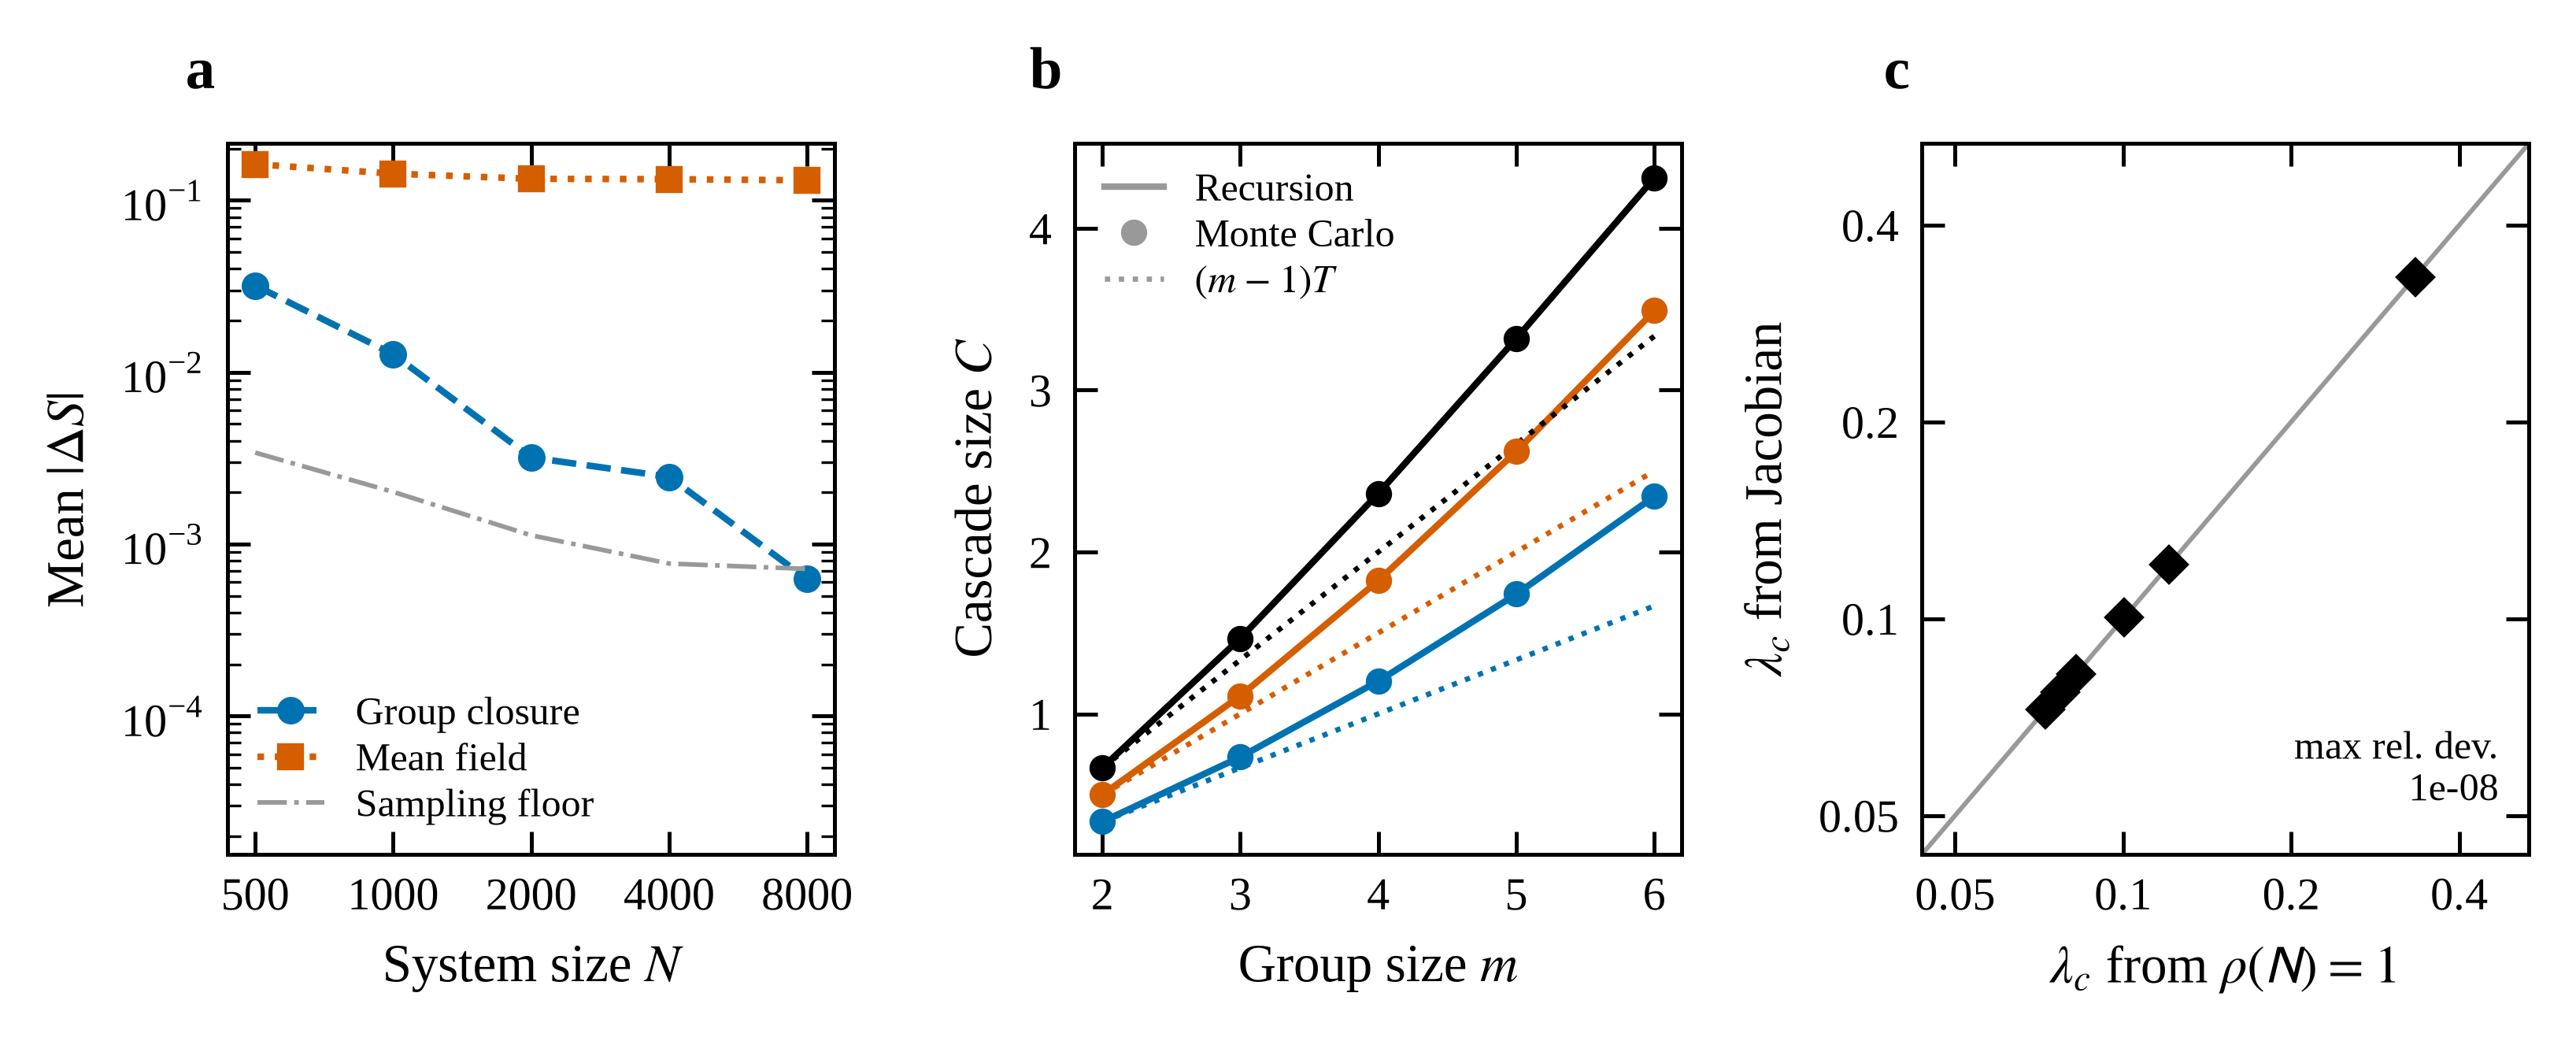 a
Mean |ΔS|
10⁻¹
10⁻²
10⁻³
10⁻⁴
Group closure
Mean field
Sampling floor
500 1000 2000 4000 8000
System size N
b
Cascade size C
4
3
2
1
Recursion
Monte Carlo
(m − 1)T
2 3 4 5 6
Group size m
c
λc from Jacobian
0.4
0.2
0.1
0.05
max rel. dev.
1e-08
0.05 0.1 0.2 0.4
λc from ρ(N) = 1